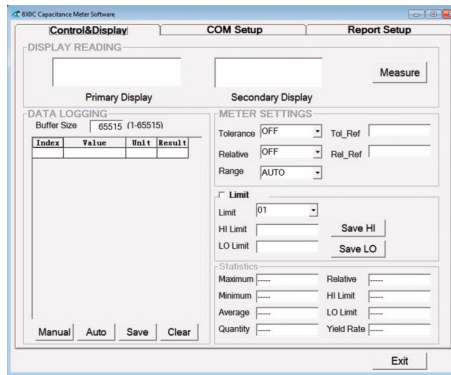 8XBC Capacitance Meter Software
Control&Display COM Setup Report Setup
DISPLAY READING
Measure
Primary Display Secondary Display
DATA LOGGING
Buffer Size 65515 (1-65515)
Index Value Unit Result
Manual Auto Save Clear
METER SETTINGS
Tolerance OFF Tol_Ref
Relative OFF Rel_Ref
Range AUTO
Limit
Limit 01
HI Limit Save HI
LO Limit Save LO
Statistics
Maximum ----- Relative -----
Minimum ----- HI Limit -----
Average ----- LO Limit -----
Quantity ----- Yield Rate -----
Exit